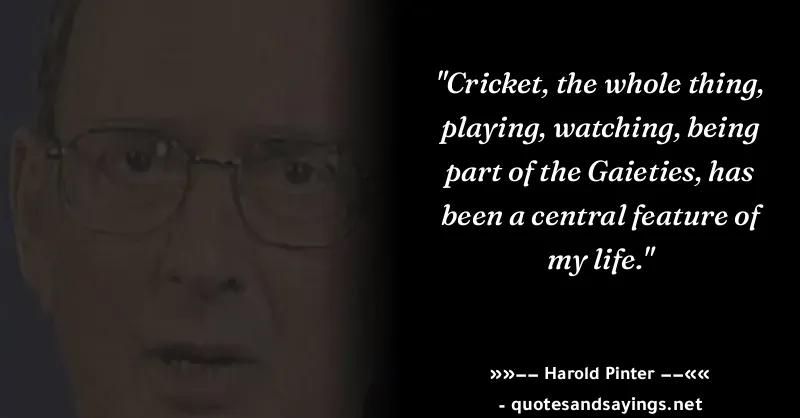 "Cricket, the whole thing,
playing, watching, being
part of the Gaieties, has
been a central feature of
my life."
»»−− Harold Pinter −−««
- quotesandsayings.net